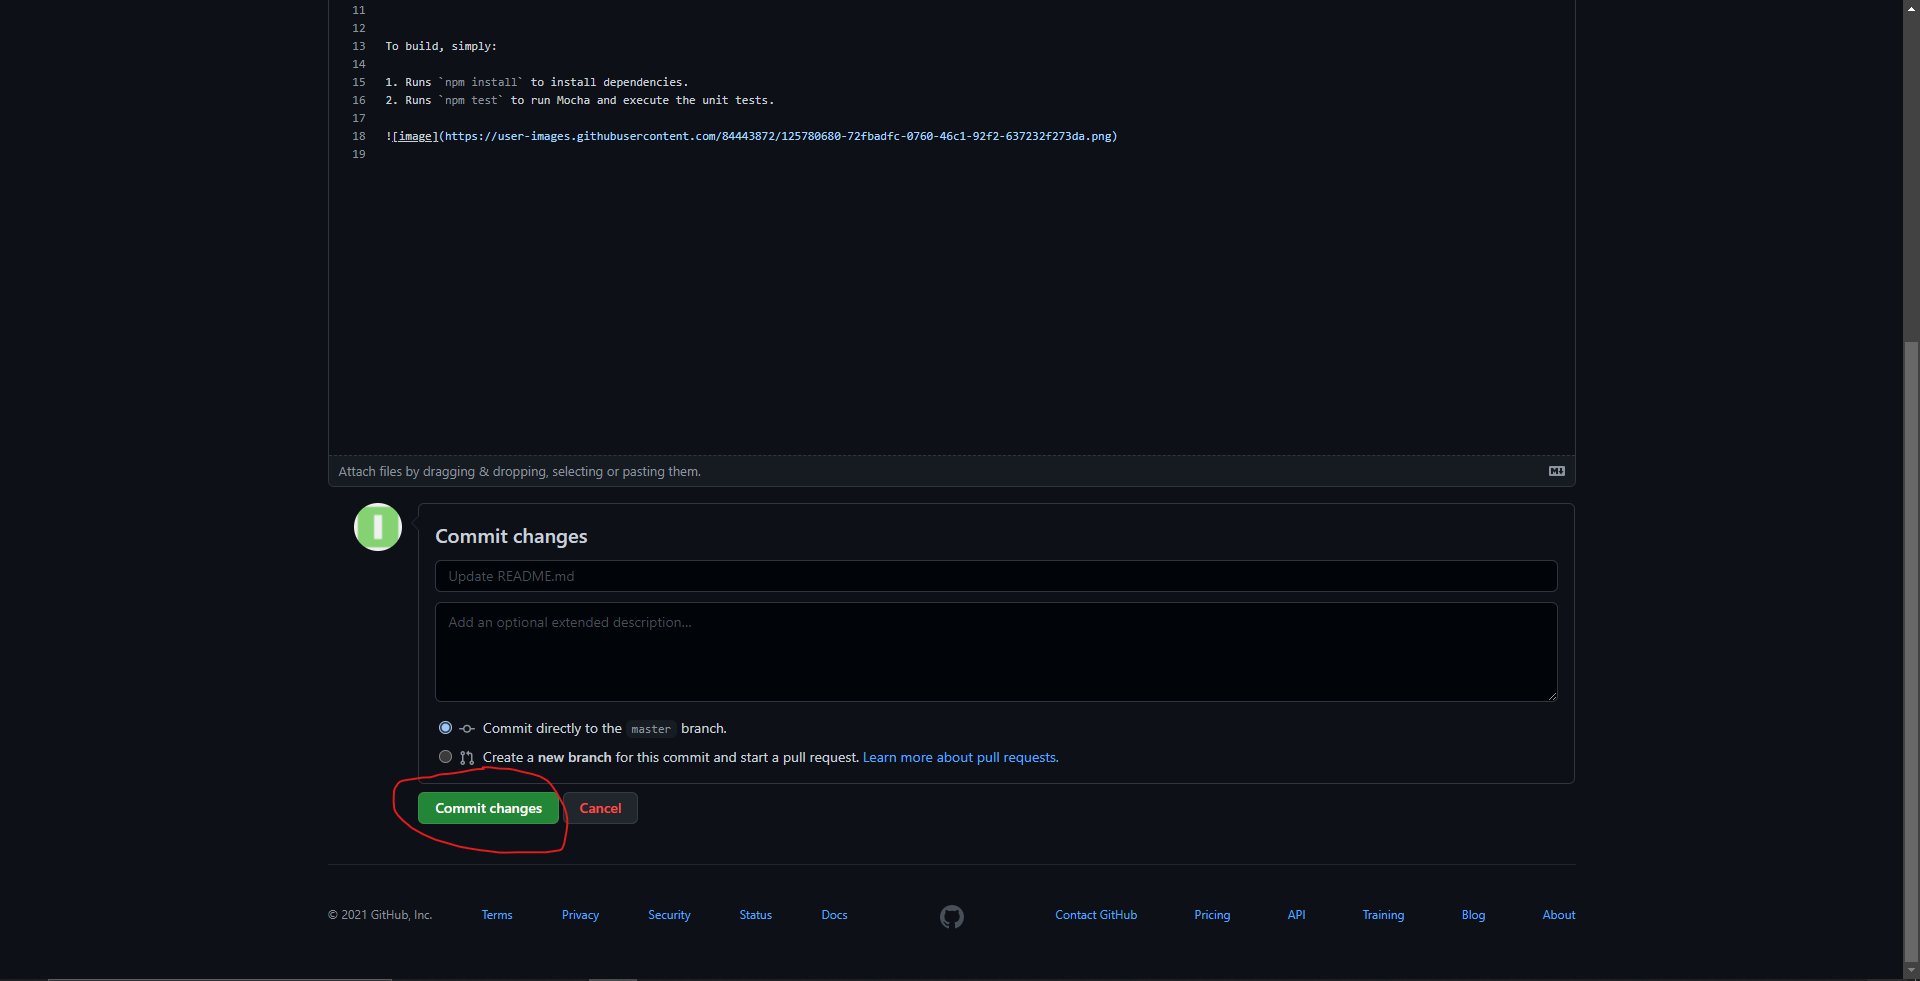 11
12
13 To build, simply:
14
15 1. Runs `npm install` to install dependencies.
16 2. Runs `npm test` to run Mocha and execute the unit tests.
17
18 ![image](https://user-images.githubusercontent.com/84443872/125780680-72fbadfc-0760-46c1-92f2-637232f273da.png)
19
Attach files by dragging & dropping, selecting or pasting them.
Commit changes
Update README.md
Add an optional extended description...
Commit directly to the master branch.
Create a new branch for this commit and start a pull request. Learn more about pull requests.
Commit changes Cancel
© 2021 GitHub, Inc. Terms Privacy Security Status Docs Contact GitHub Pricing API Training Blog About